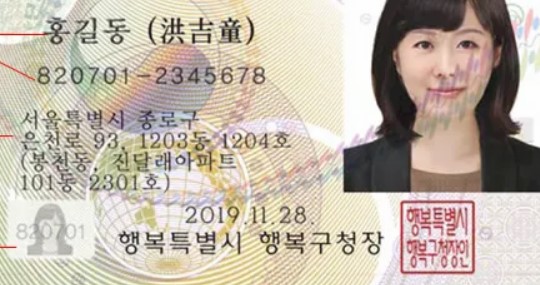 홍길동 (洪吉童)
820701-2345678
서울특별시 종로구
은천로 93, 1203동 1204호
(봉천동, 진달래아파트
101동 2301호)
820701
2019.11.28.
행복특별시 행복구청장
행복특별시
행복구청장인